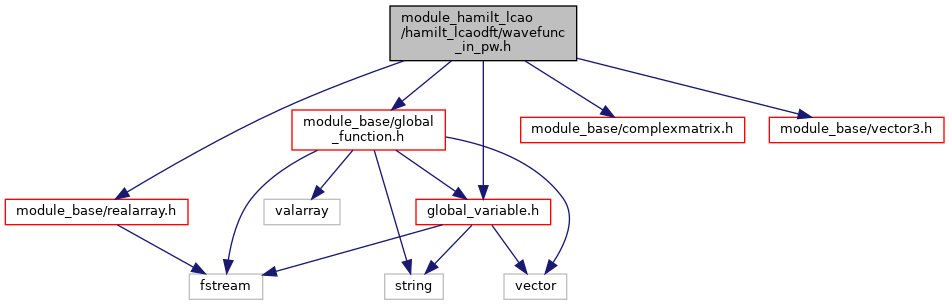 module_hamilt_lcao
/hamilt_lcaodft/wavefunc
_in_pw.h
module_base/global
_function.h
module_base/complexmatrix.h
module_base/vector3.h
module_base/realarray.h
valarray
global_variable.h
fstream
string
vector